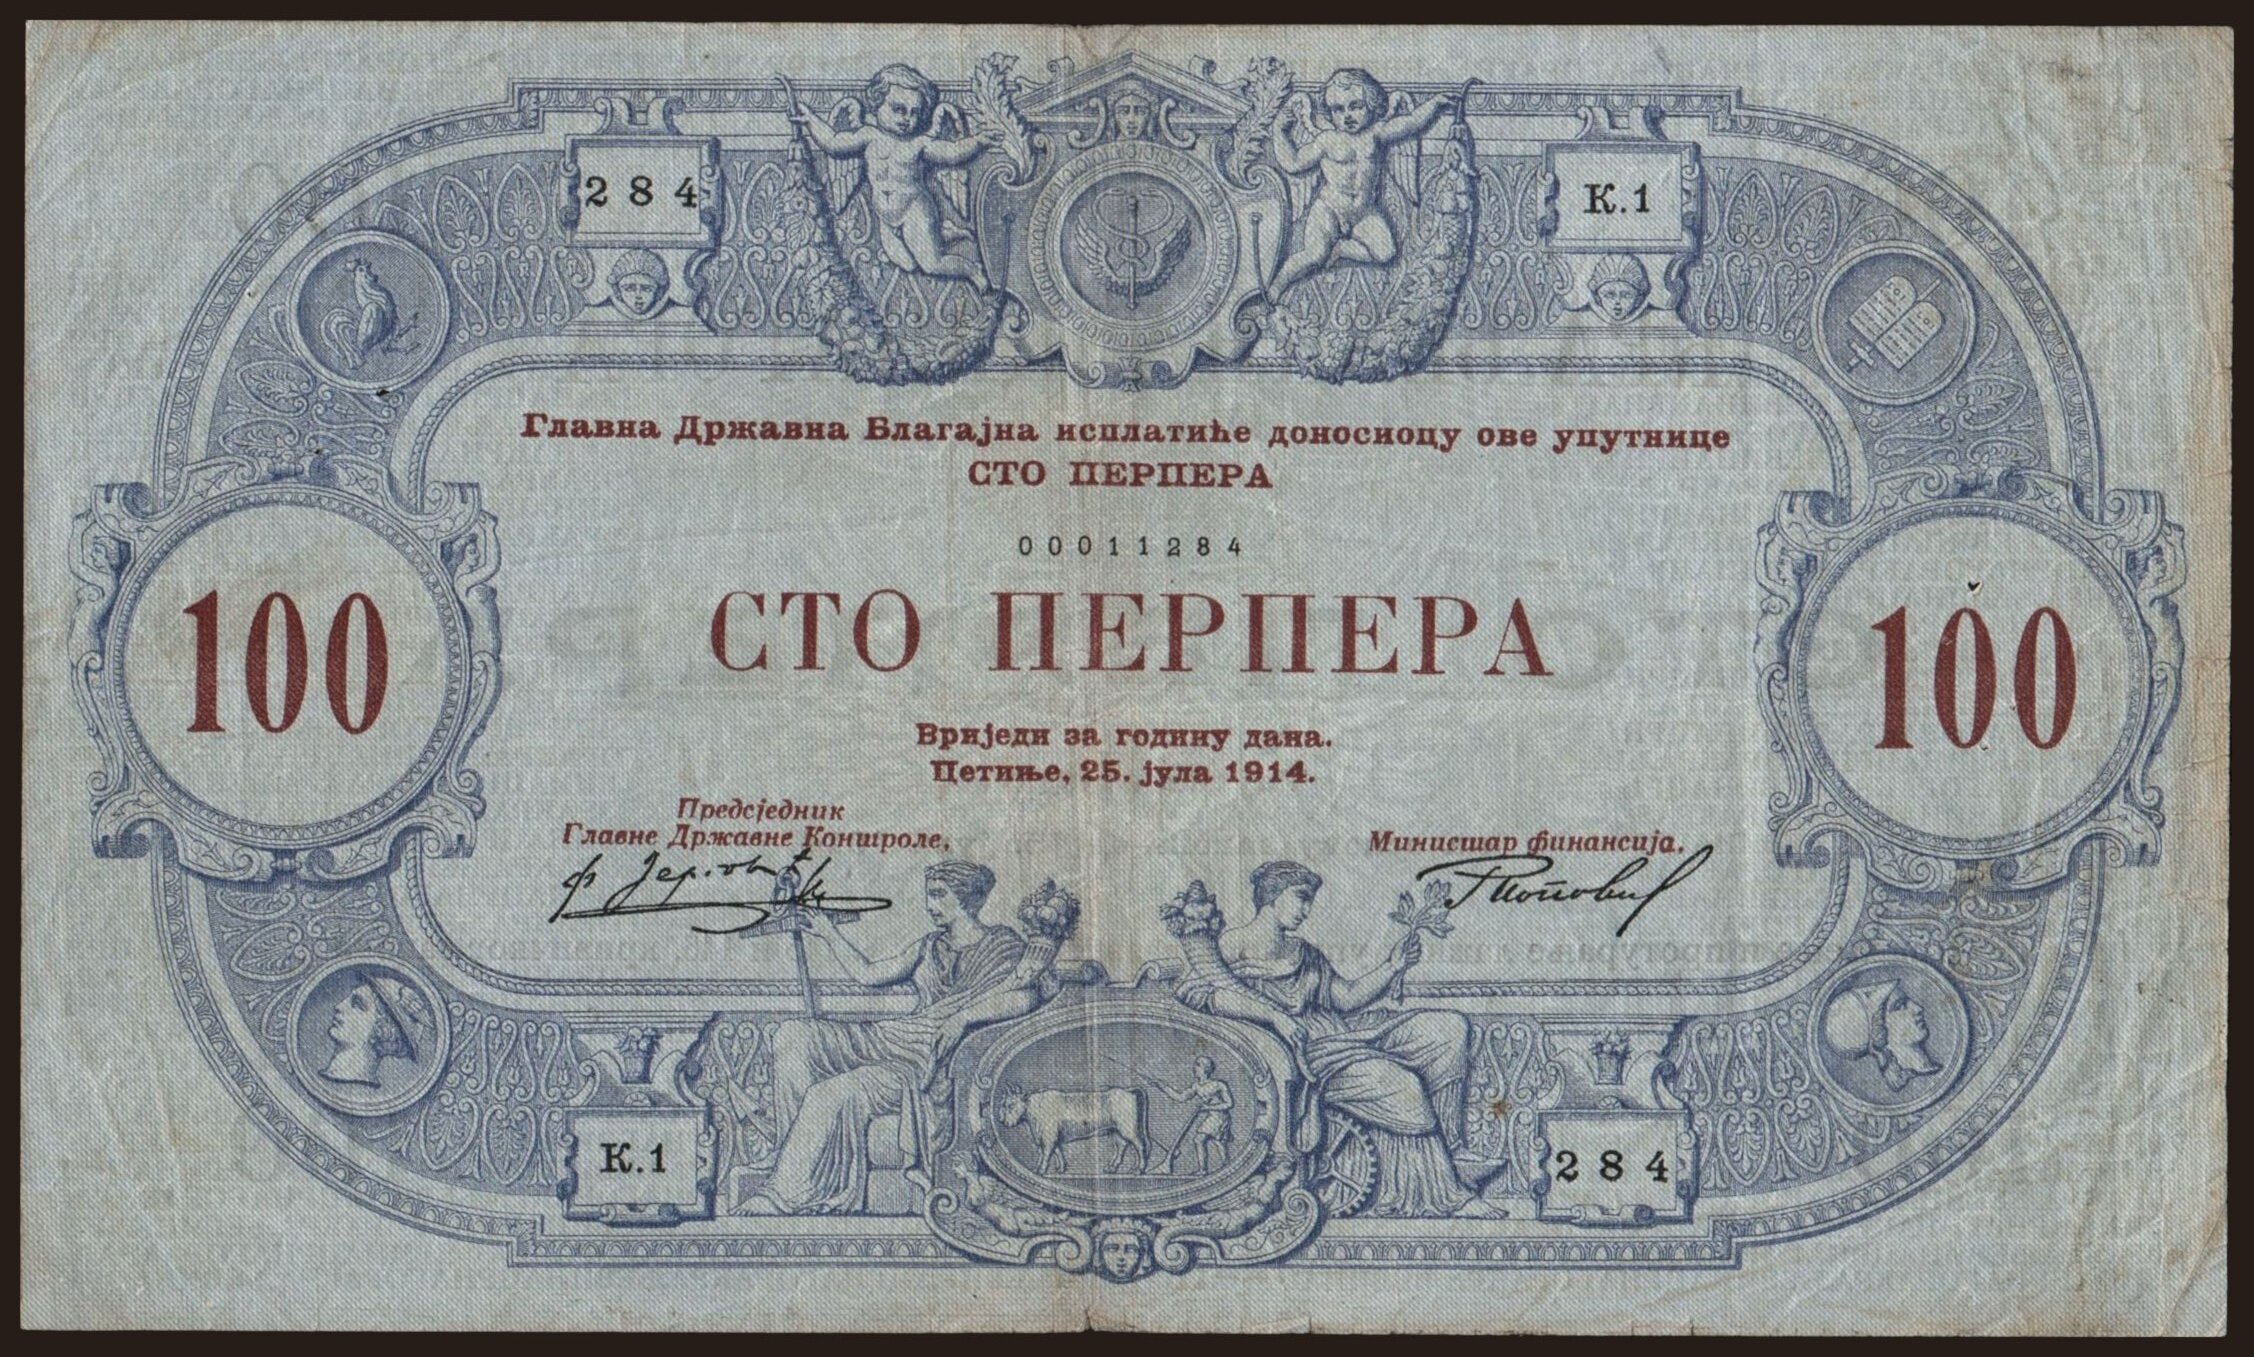 284
К.1
Главна Државна Благајна исплатиће доносиоцу ове упутнице
СТО ПЕРПЕРА
00011284
СТО ПЕРПЕРА
100
100
Вриједи за годину дана.
Цетиње, 25. јула 1914.
Предсједник
Главне Државне Контроле,
Министар финансија,
К.1
284